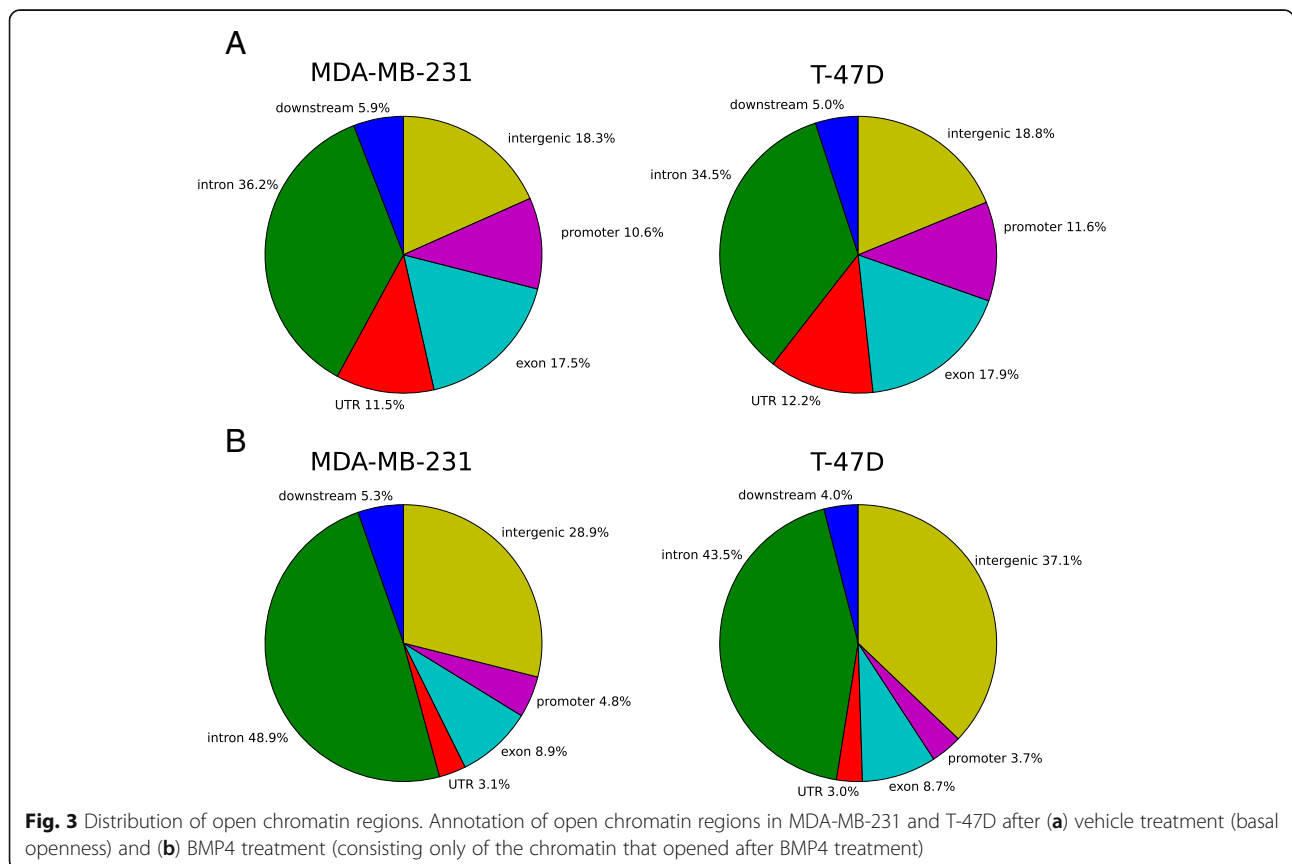 A
MDA-MB-231
T-47D
downstream 5.9%
intergenic 18.3%
intron 36.2%
promoter 10.6%
exon 17.5%
UTR 11.5%
downstream 5.0%
intergenic 18.8%
intron 34.5%
promoter 11.6%
exon 17.9%
UTR 12.2%
B
MDA-MB-231
T-47D
downstream 5.3%
intergenic 28.9%
promoter 4.8%
exon 8.9%
UTR 3.1%
intron 48.9%
downstream 4.0%
intron 43.5%
intergenic 37.1%
promoter 3.7%
exon 8.7%
UTR 3.0%
Fig. 3 Distribution of open chromatin regions. Annotation of open chromatin regions in MDA-MB-231 and T-47D after (a) vehicle treatment (basal
openness) and (b) BMP4 treatment (consisting only of the chromatin that opened after BMP4 treatment)